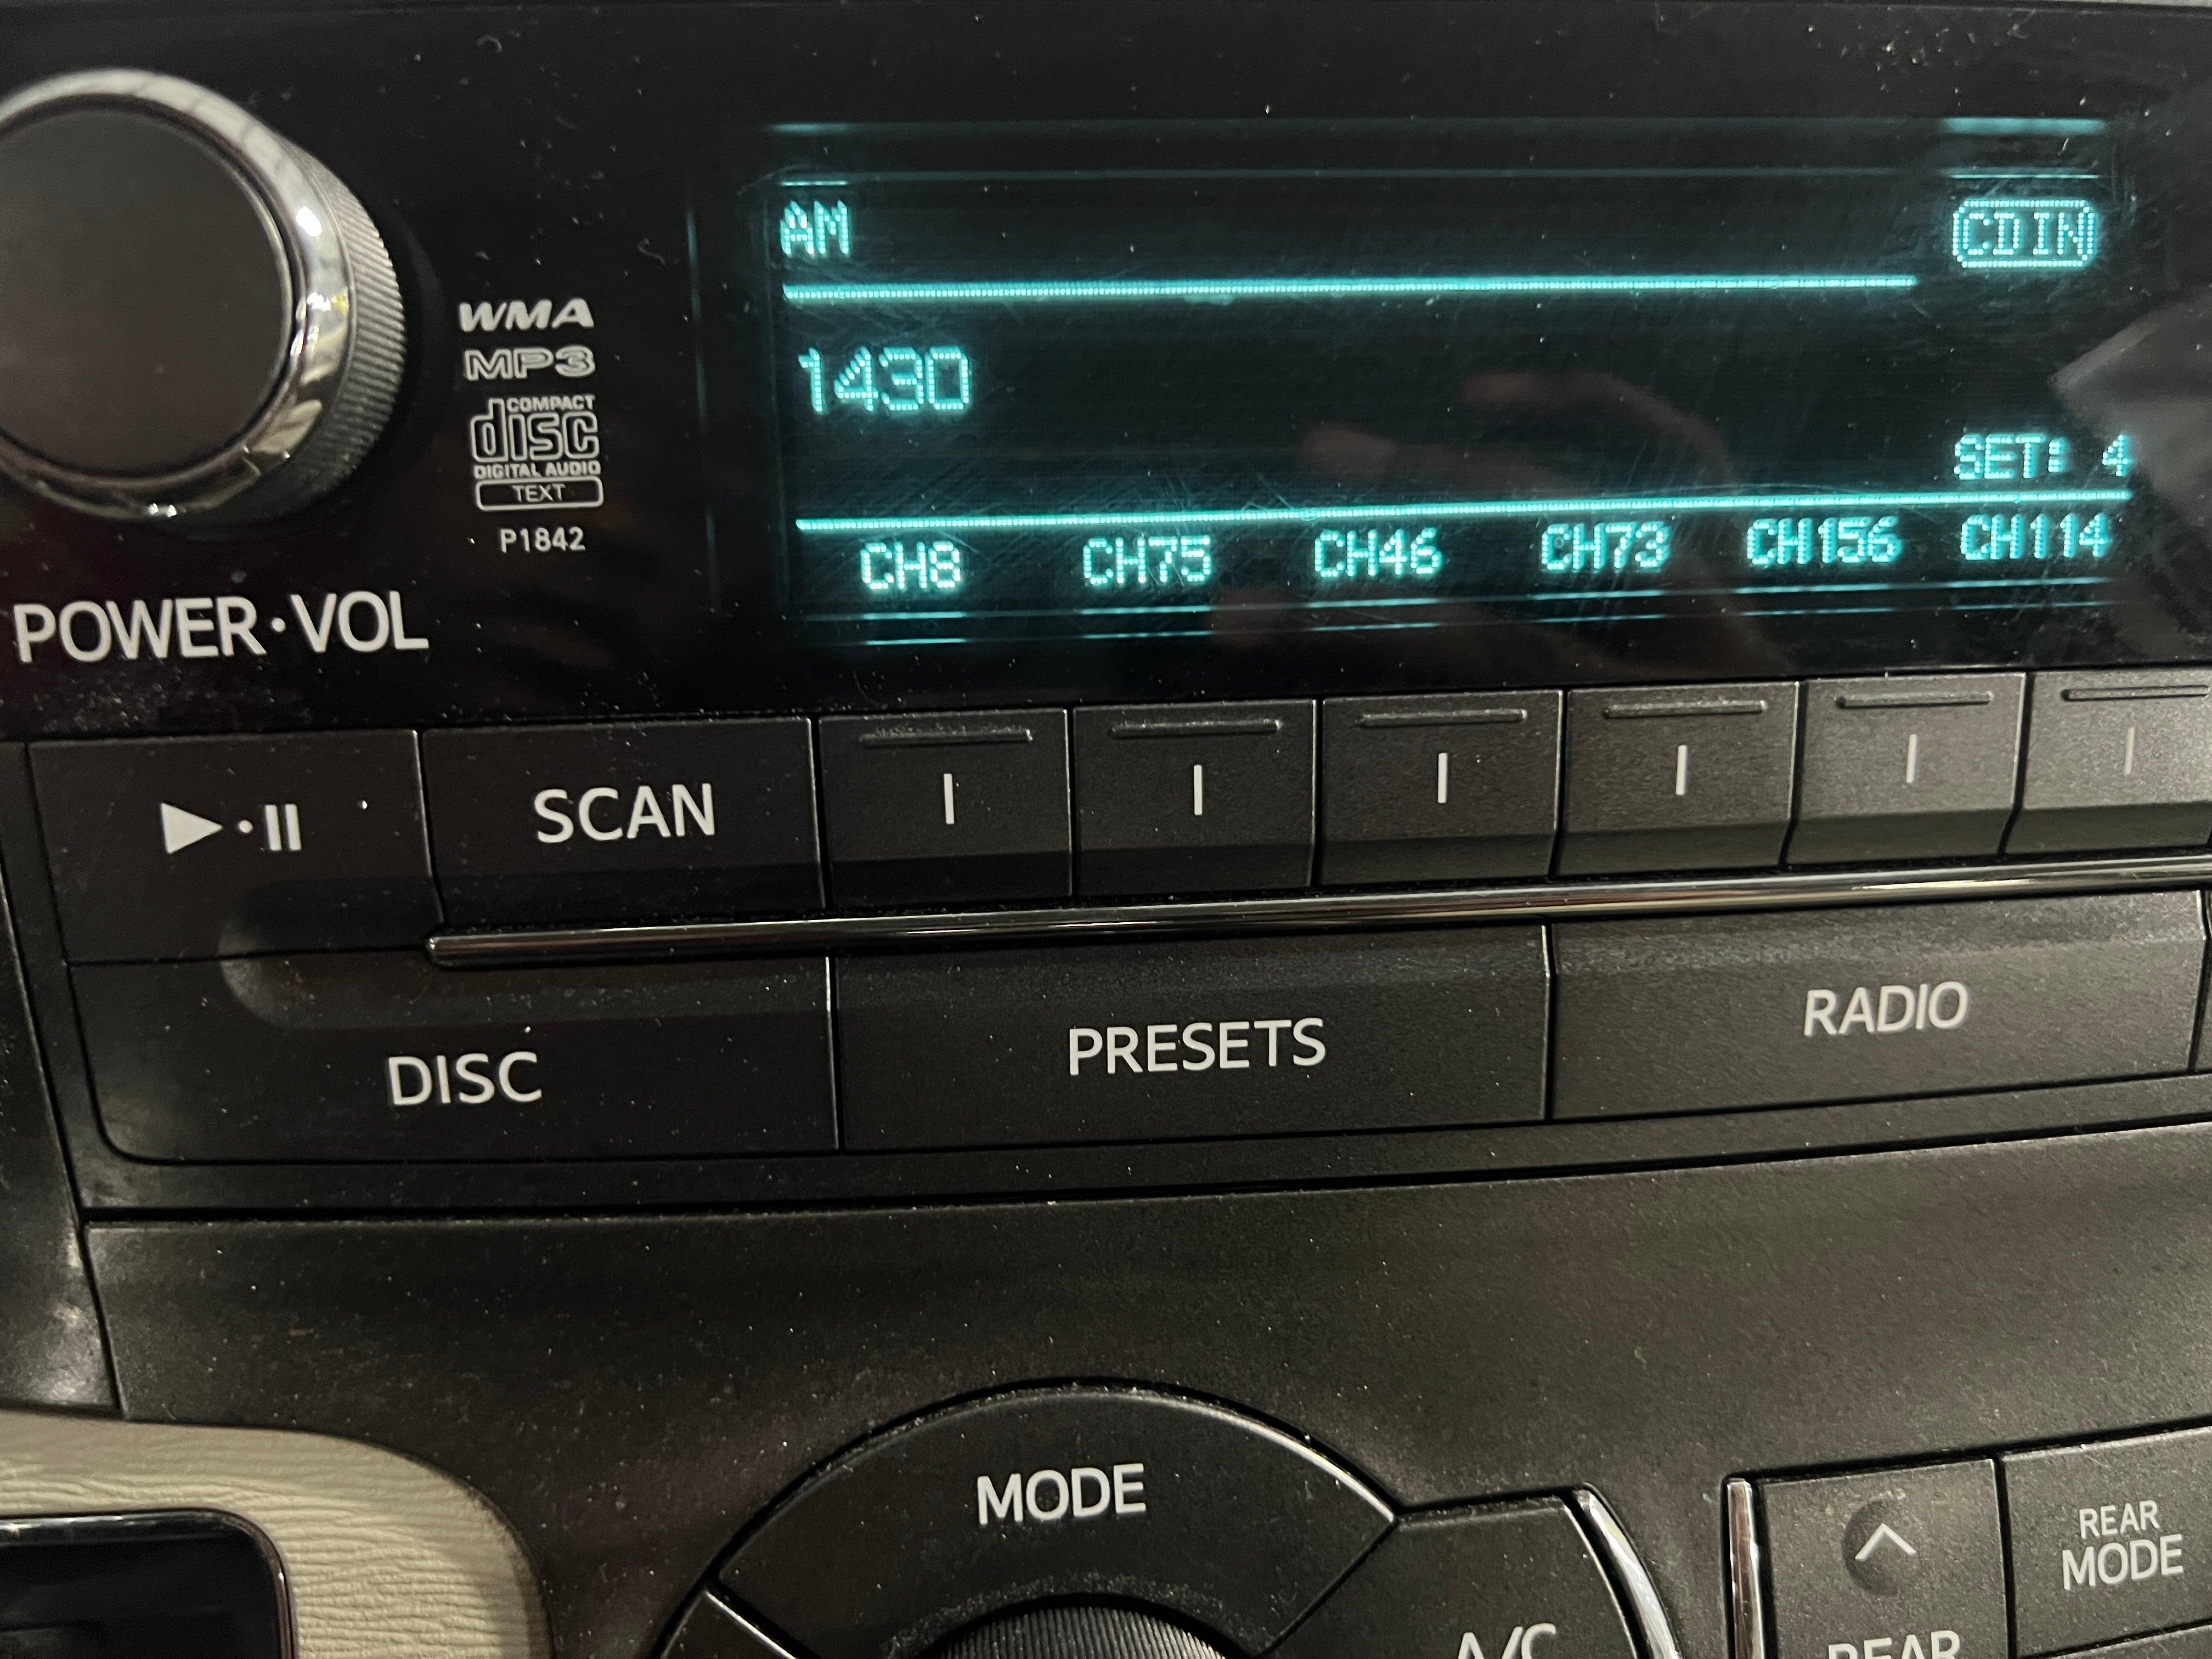 AM
CD IN
1430
SET: 4
CH8 CH75 CH46 CH73 CH156 CH114
WMA
MP3
COMPACT
disc
DIGITAL AUDIO
TEXT
P1842
POWER·VOL
SCAN
DISC
PRESETS
RADIO
MODE
A/C
REAR
MODE
REAR